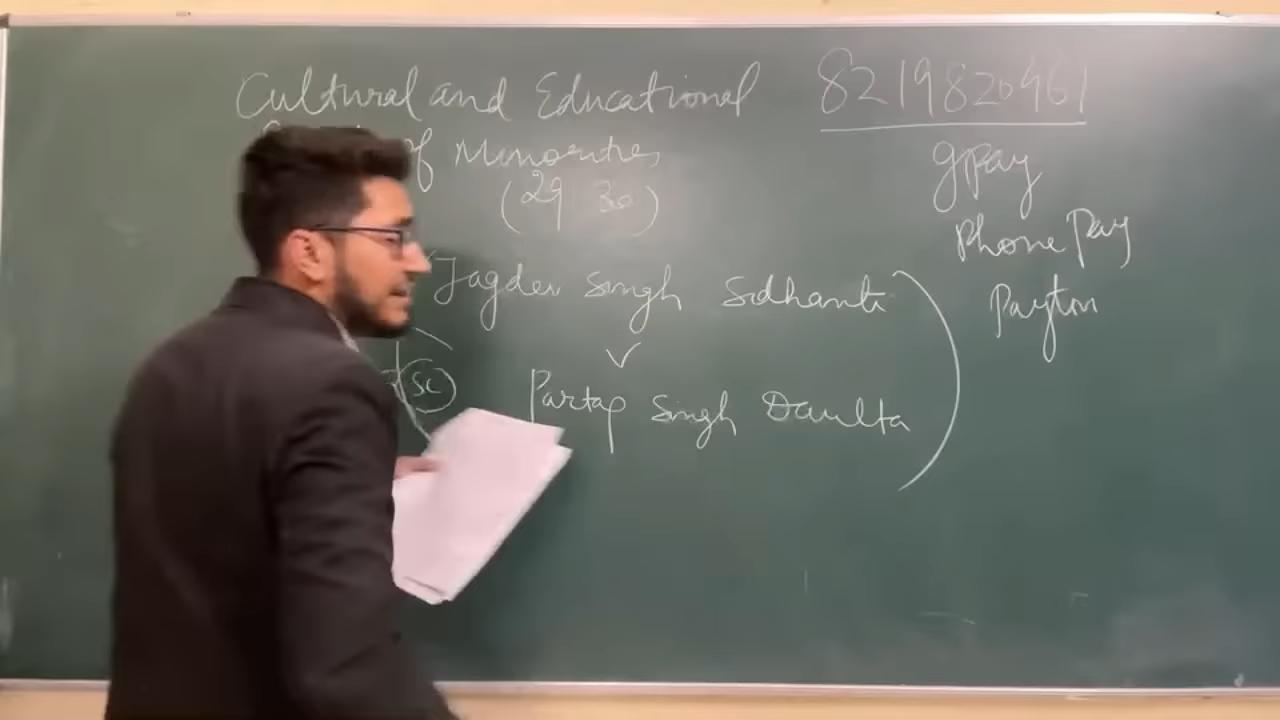 Cultural and Educational
of Minorities
(29 30)
Jagdev Singh Sidhanti
v
(SC)
Partap Singh Daulta
8219820461
gpay
Phone Pay
Paytm